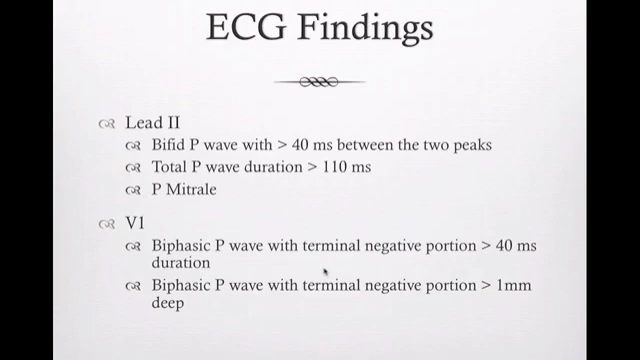 ECG Findings
Lead II
Bifid P wave with > 40 ms between the two peaks
Total P wave duration > 110 ms
P Mitrale
V1
Biphasic P wave with terminal negative portion > 40 ms
duration
Biphasic P wave with terminal negative portion > 1mm
deep